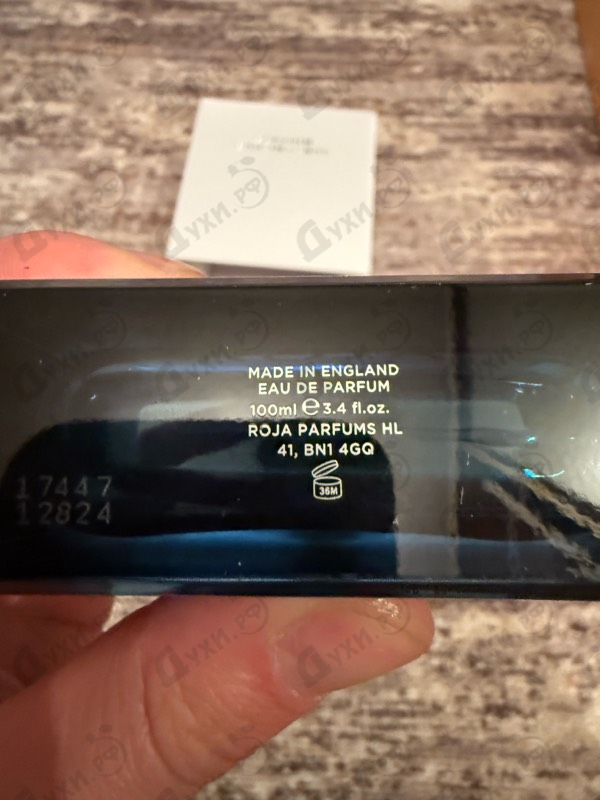 MADE IN ENGLAND
EAU DE PARFUM
100ml ℮ 3.4 fl.oz.
ROJA PARFUMS HL
41, BN1 4GQ
36M
17447
12824
Духи.рф